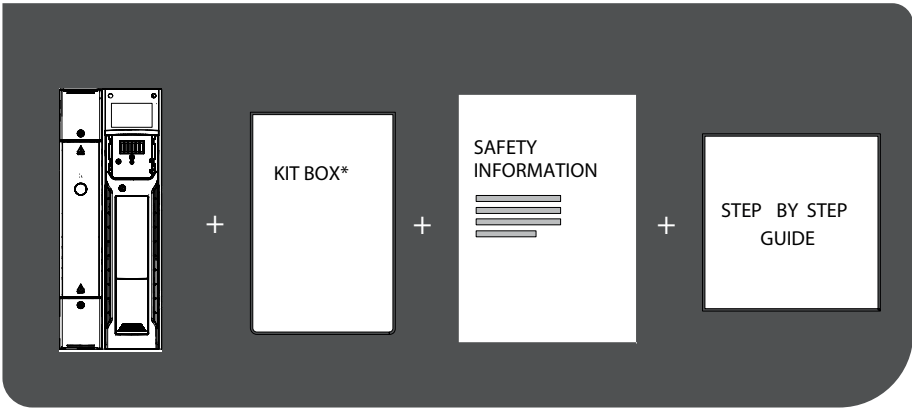 KIT BOX*
SAFETY
INFORMATION
STEP BY STEP
GUIDE